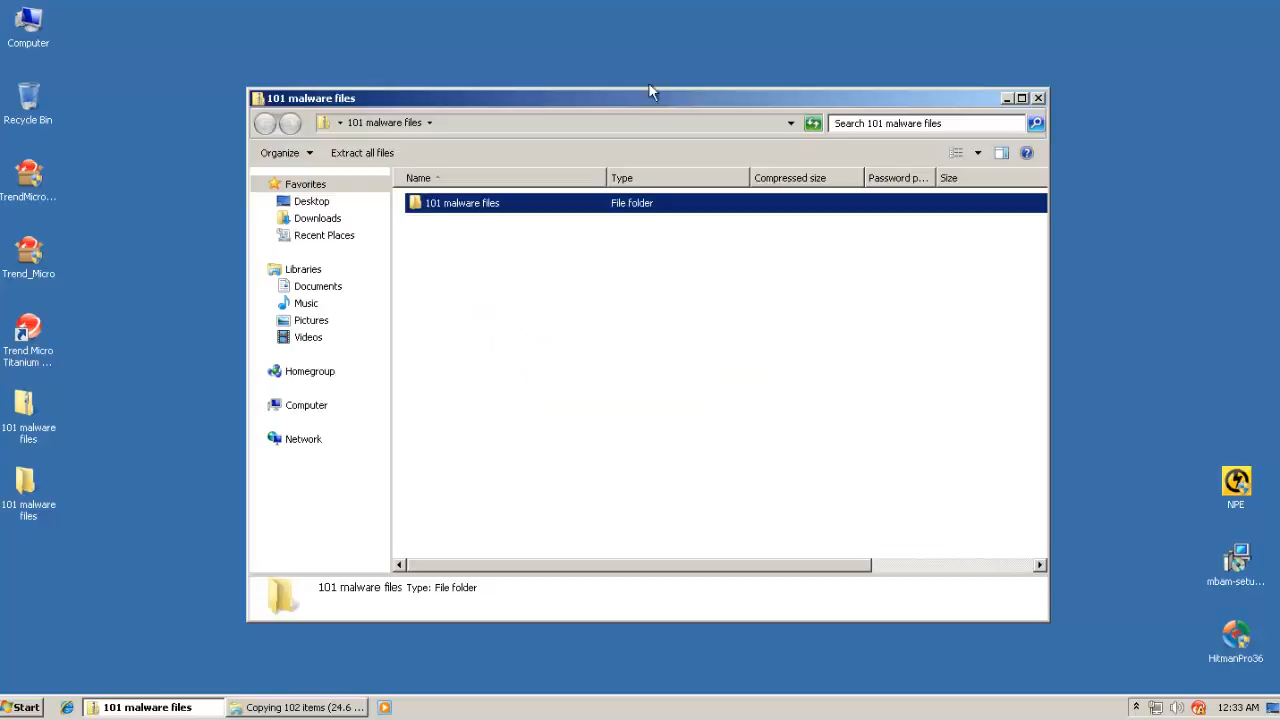 Computer
Recycle Bin
TrendMicro...
Trend_Micro
Trend Micro
Titanium ...
101 malware
files
101 malware
files
101 malware files
101 malware files
Search 101 malware files
Organize
Extract all files
Name
Type
Compressed size
Password p...
Size
Favorites
Desktop
Downloads
Recent Places
Libraries
Documents
Music
Pictures
Videos
Homegroup
Computer
Network
101 malware files
File folder
101 malware files Type: File folder
NPE
mbam-setu...
HitmanPro36
Start
101 malware files
Copying 102 items (24.6 ...
12:33 AM